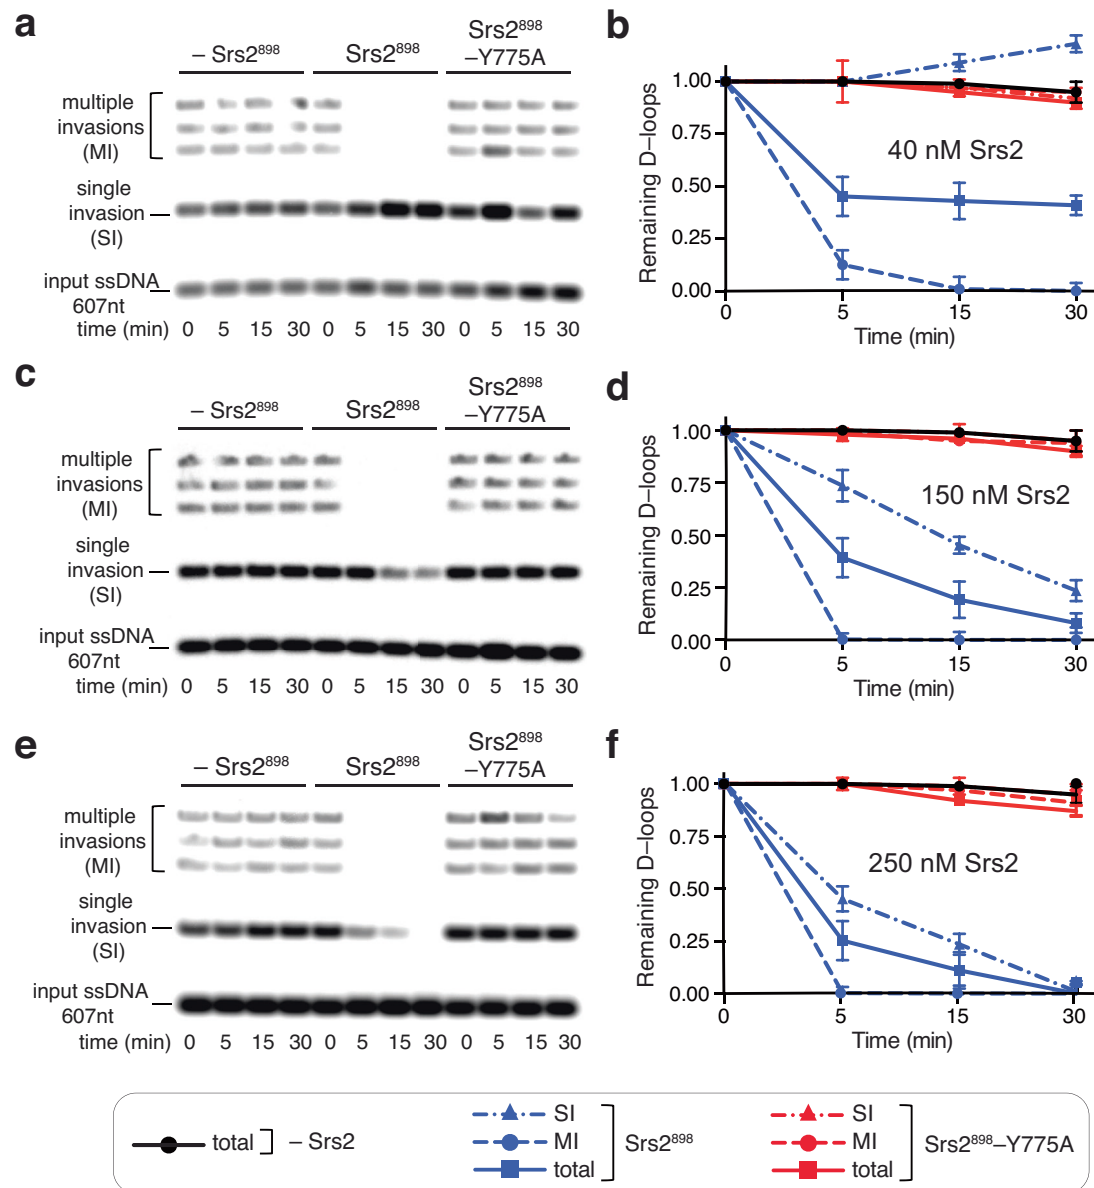 a
– Srs2⁸⁹⁸
Srs2⁸⁹⁸
Srs2⁸⁹⁸
–Y775A
multiple
invasions
(MI)
single
invasion
(SI)
input ssDNA
607nt
time (min) 0 5 15 30 0 5 15 30 0 5 15 30
b
Remaining D–loops
1.00
0.75
0.50
0.25
0.00
40 nM Srs2
0 5 15 30
Time (min)
c
– Srs2⁸⁹⁸
Srs2⁸⁹⁸
Srs2⁸⁹⁸
–Y775A
multiple
invasions
(MI)
single
invasion
(SI)
input ssDNA
607nt
time (min) 0 5 15 30 0 5 15 30 0 5 15 30
d
Remaining D–loops
1.00
0.75
0.50
0.25
0.00
150 nM Srs2
0 5 15 30
Time (min)
e
– Srs2⁸⁹⁸
Srs2⁸⁹⁸
Srs2⁸⁹⁸
–Y775A
multiple
invasions
(MI)
single
invasion
(SI)
input ssDNA
607nt
time (min) 0 5 15 30 0 5 15 30 0 5 15 30
f
Remaining D–loops
1.00
0.75
0.50
0.25
0.00
250 nM Srs2
0 5 15 30
Time (min)
total – Srs2
SI
MI
total
Srs2⁸⁹⁸
SI
MI
total
Srs2⁸⁹⁸–Y775A